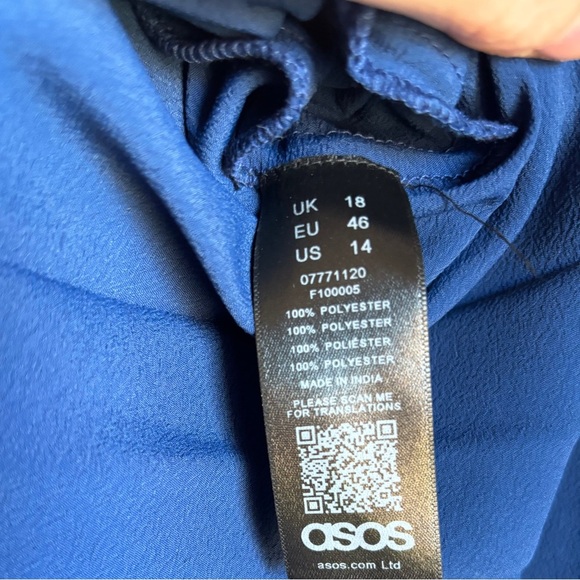 UK 18
EU 46
US 14
07771120
F100005
100% POLYESTER
100% POLYESTER
100% POLIÉSTER
100% POLYESTER
MADE IN INDIA
PLEASE SCAN ME
FOR TRANSLATIONS
asos
asos.com Ltd